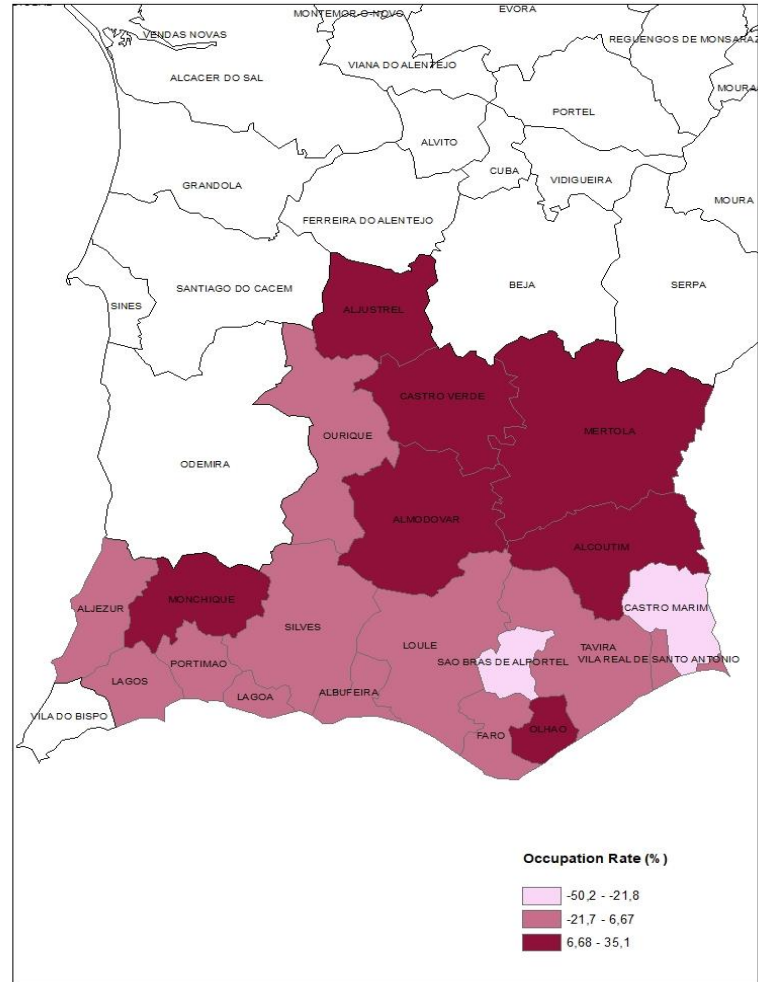 MONTEMOR-O-NOVO
EVORA
VENDAS NOVAS
REGUENGOS DE MONSARAZ
VIANA DO ALENTEJO
ALCACER DO SAL
MOURA
PORTEL
ALVITO
CUBA
VIDIGUEIRA
GRANDOLA
MOURA
FERREIRA DO ALENTEJO
SANTIAGO DO CACEM
BEJA
SERPA
SINES
ALJUSTREL
CASTRO VERDE
MERTOLA
OURIQUE
ODEMIRA
ALMODOVAR
ALCOUTIM
MONCHIQUE
ALJEZUR
CASTRO MARIM
SILVES
LOULE
TAVIRA
SAO BRAS DE ALPORTEL
VILA REAL DE SANTO ANTONIO
PORTIMAO
LAGOS
LAGOA
ALBUFEIRA
VILA DO BISPO
FARO
OLHAO
Occupation Rate (%)
-50,2 - -21,8
-21,7 - 6,67
6,68 - 35,1